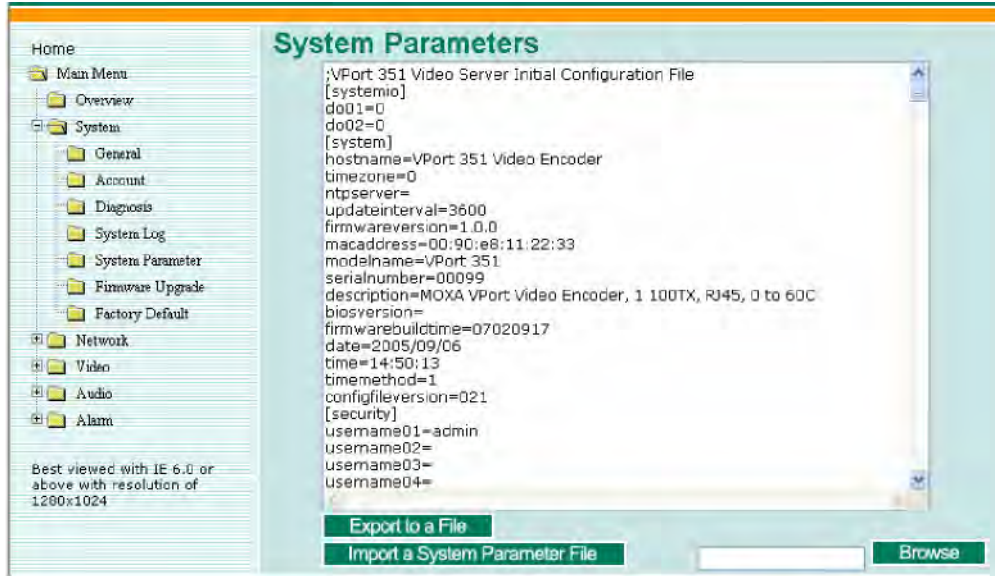 Home
Main Menu
Overview
System
General
Account
Diagnosis
System Log
System Parameter
Firmware Upgrade
Factory Default
Network
Video
Audio
Alarm
Best viewed with IE 6.0 or
above with resolution of
1280x1024
System Parameters
;VPort 351 Video Server Initial Configuration File
[systemio]
do01=0
do02=0
[system]
hostname=VPort 351 Video Encoder
timezone=0
ntpserver=
updateinterval=3600
firmwareversion=1.0.0
macaddress=00:90:e8:11:22:33
modelname=VPort 351
serialnumber=00099
description=MOXA VPort Video Encoder, 1 100TX, RJ45, 0 to 60C
biosversion=
firmwarebuildtime=07020917
date=2005/09/06
time=14:50:13
timemethod=1
configfileversion=021
[security]
username01=admin
username02=
username03=
username04=
Export to a File
Import a System Parameter File
Browse